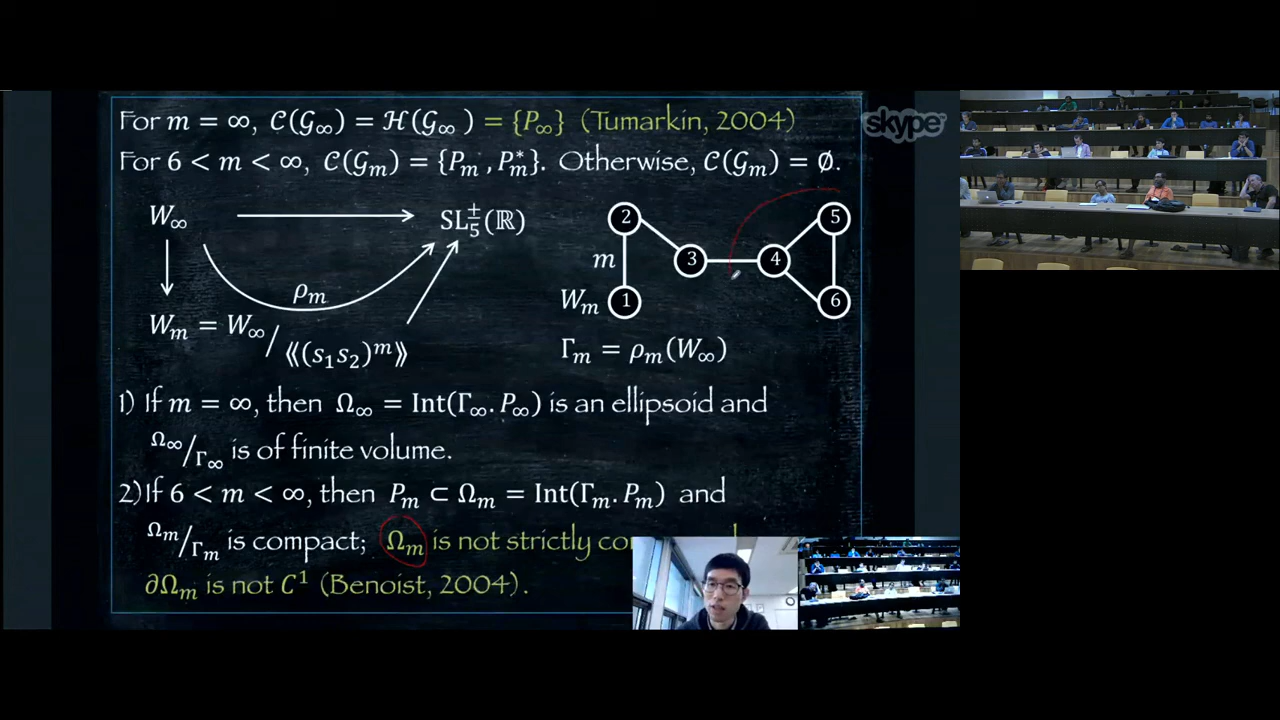 For m = ∞, 𝒞(𝒢∞) = ℋ(𝒢∞) = {P∞} (Tumarkin, 2004)
skype
For 6 < m < ∞, 𝒞(𝒢m) = {Pm, Pm*}. Otherwise, 𝒞(𝒢m) = ∅.
W∞ SL5±(ℝ)
ρm
Wm = W∞/⟪(s1s2)^m⟫
2 5
m 3 4
Wm 1 6
Γm = ρm(W∞)
1) If m = ∞, then Ω∞ = Int(Γ∞. P∞) is an ellipsoid and
Ω∞/Γ∞ is of finite volume.
2) If 6 < m < ∞, then Pm ⊂ Ωm = Int(Γm. Pm) and
Ωm/Γm is compact; Ωm is not strictly
∂Ωm is not C¹ (Benoist, 2004).